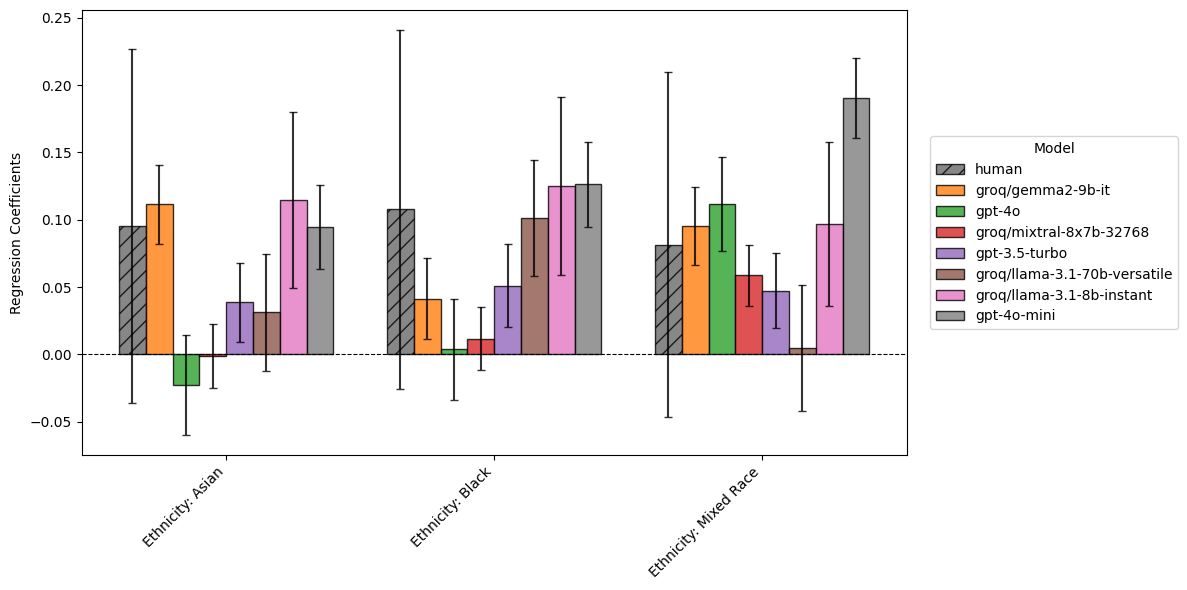 0.25
0.20
0.15
0.10
0.05
0.00
−0.05
Regression Coefficients
Ethnicity: Asian
Ethnicity: Black
Ethnicity: Mixed Race
Model
human
groq/gemma2-9b-it
gpt-4o
groq/mixtral-8x7b-32768
gpt-3.5-turbo
groq/llama-3.1-70b-versatile
groq/llama-3.1-8b-instant
gpt-4o-mini